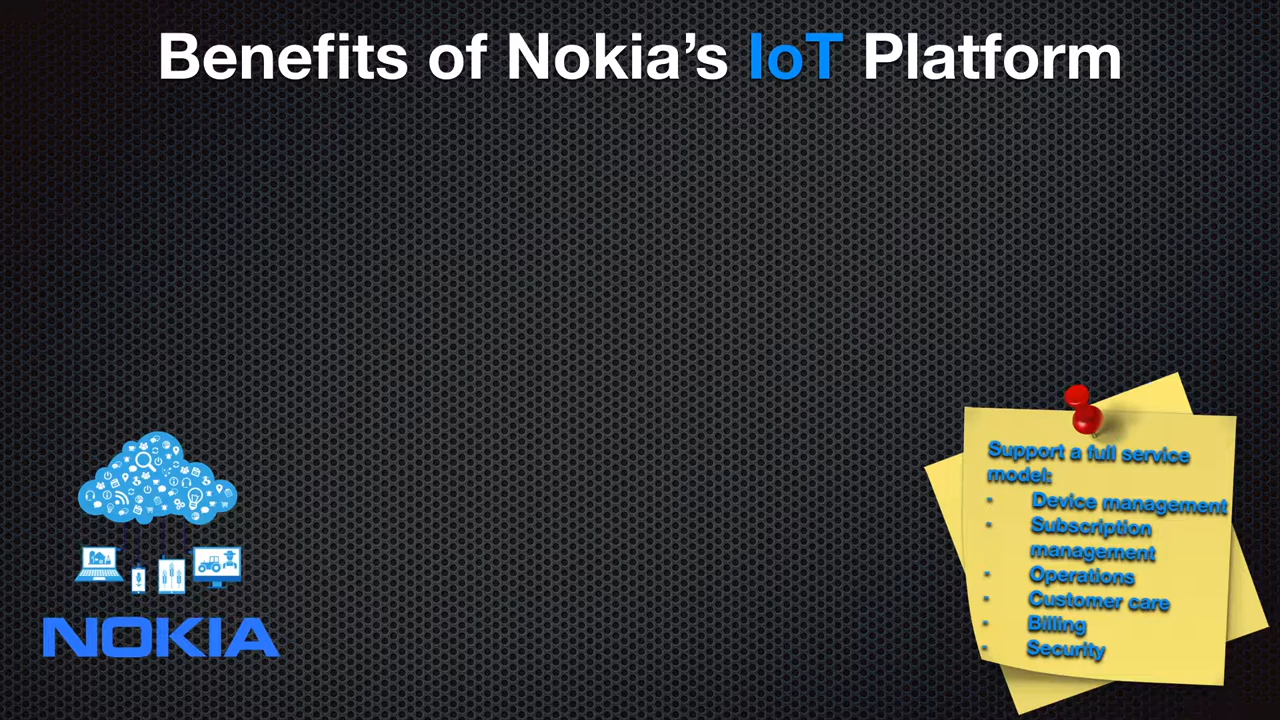 Benefits of Nokia’s IoT Platform
Support a full service
model:
· Device management
· Subscription
management
· Operations
· Customer care
· Billing
· Security
NOKIA